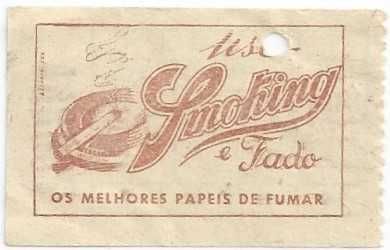 Use
Smoking
e Fado
OS MELHORES PAPEIS DE FUMAR